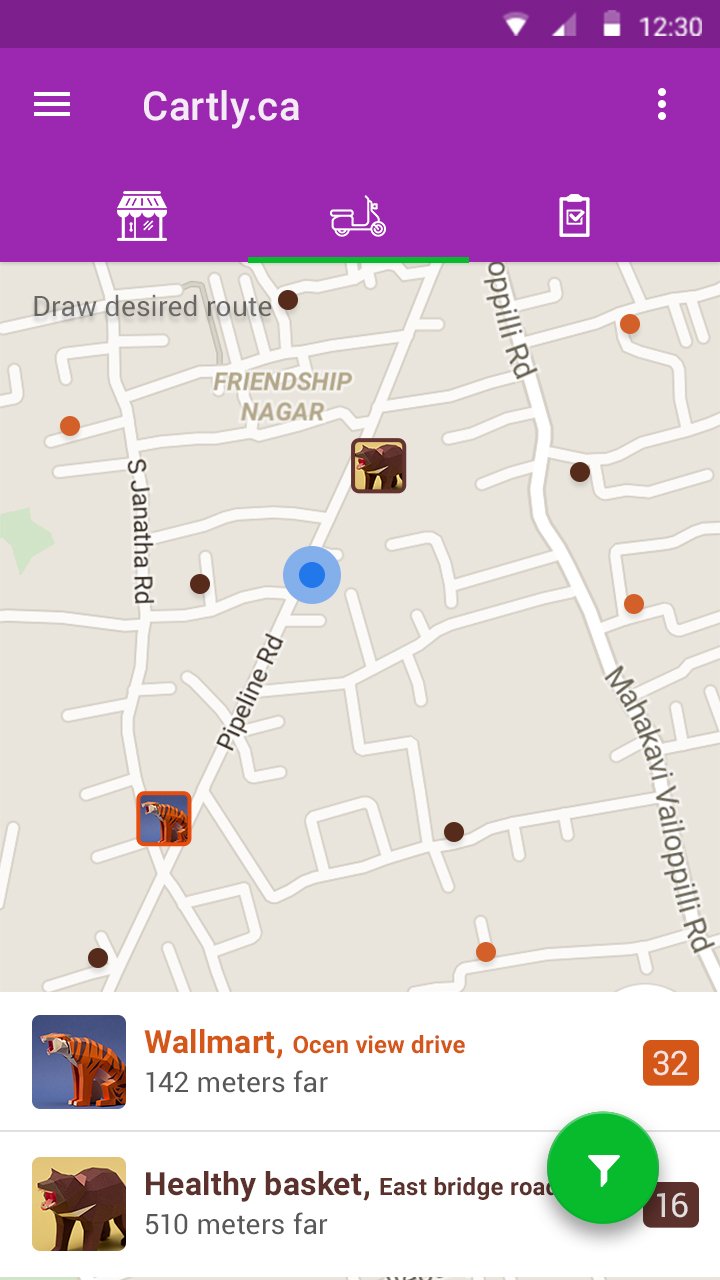 12:30
Cartly.ca
Draw desired route
oppilli Rd
FRIENDSHIP
NAGAR
S Janatha Rd
Pipeline Rd
Mahakavi Vailoppilli Rd
Wallmart, Ocen view drive
142 meters far
32
Healthy basket, East bridge road
510 meters far
16